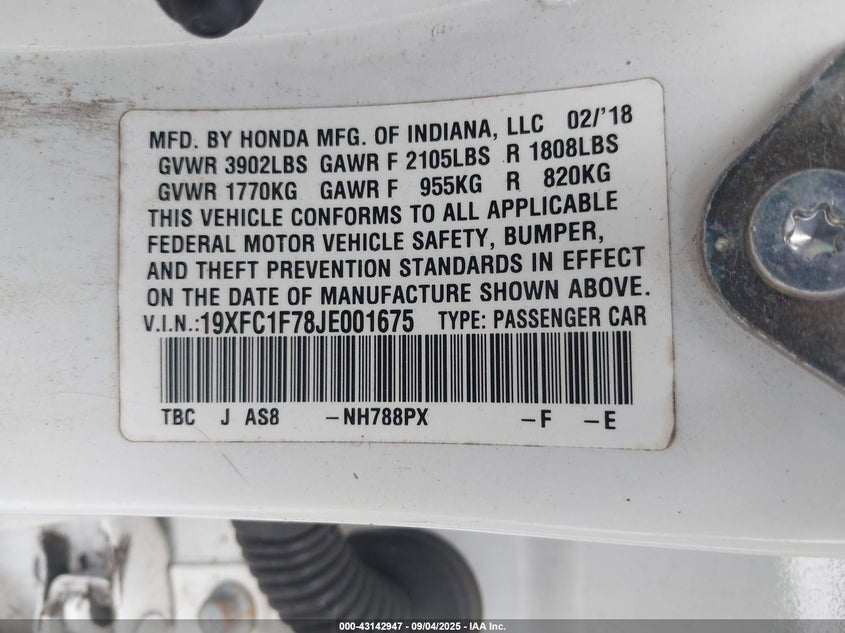 MFD. BY HONDA MFG. OF INDIANA, LLC 02/'18
GVWR 3902LBS GAWR F 2105LBS R 1808LBS
GVWR 1770KG GAWR F 955KG R 820KG
THIS VEHICLE CONFORMS TO ALL APPLICABLE
FEDERAL MOTOR VEHICLE SAFETY, BUMPER,
AND THEFT PREVENTION STANDARDS IN EFFECT
ON THE DATE OF MANUFACTURE SHOWN ABOVE.
V.I.N.:19XFC1F78JE001675 TYPE: PASSENGER CAR
TBC J AS8 –NH788PX –F –E
000-43142947 - 09/04/2025 - IAA Inc.